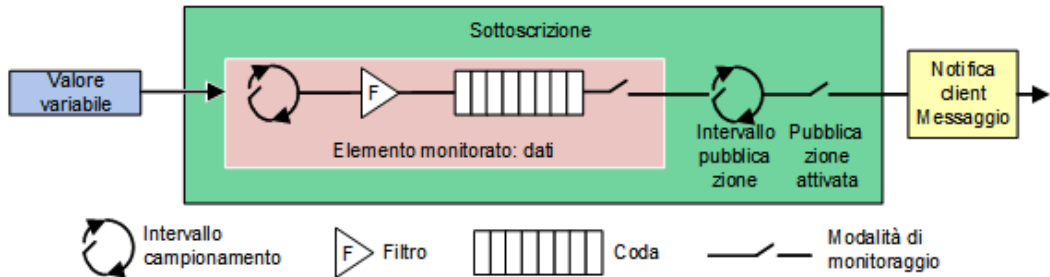 Sottoscrizione
Valore
variabile
F
Elemento monitorato: dati
Intervallo
pubblica
zione
Pubblica
zione
attivata
Notifica
client
Messaggio
Intervallo
campionamento
F
Filtro
Coda
Modalità di
monitoraggio